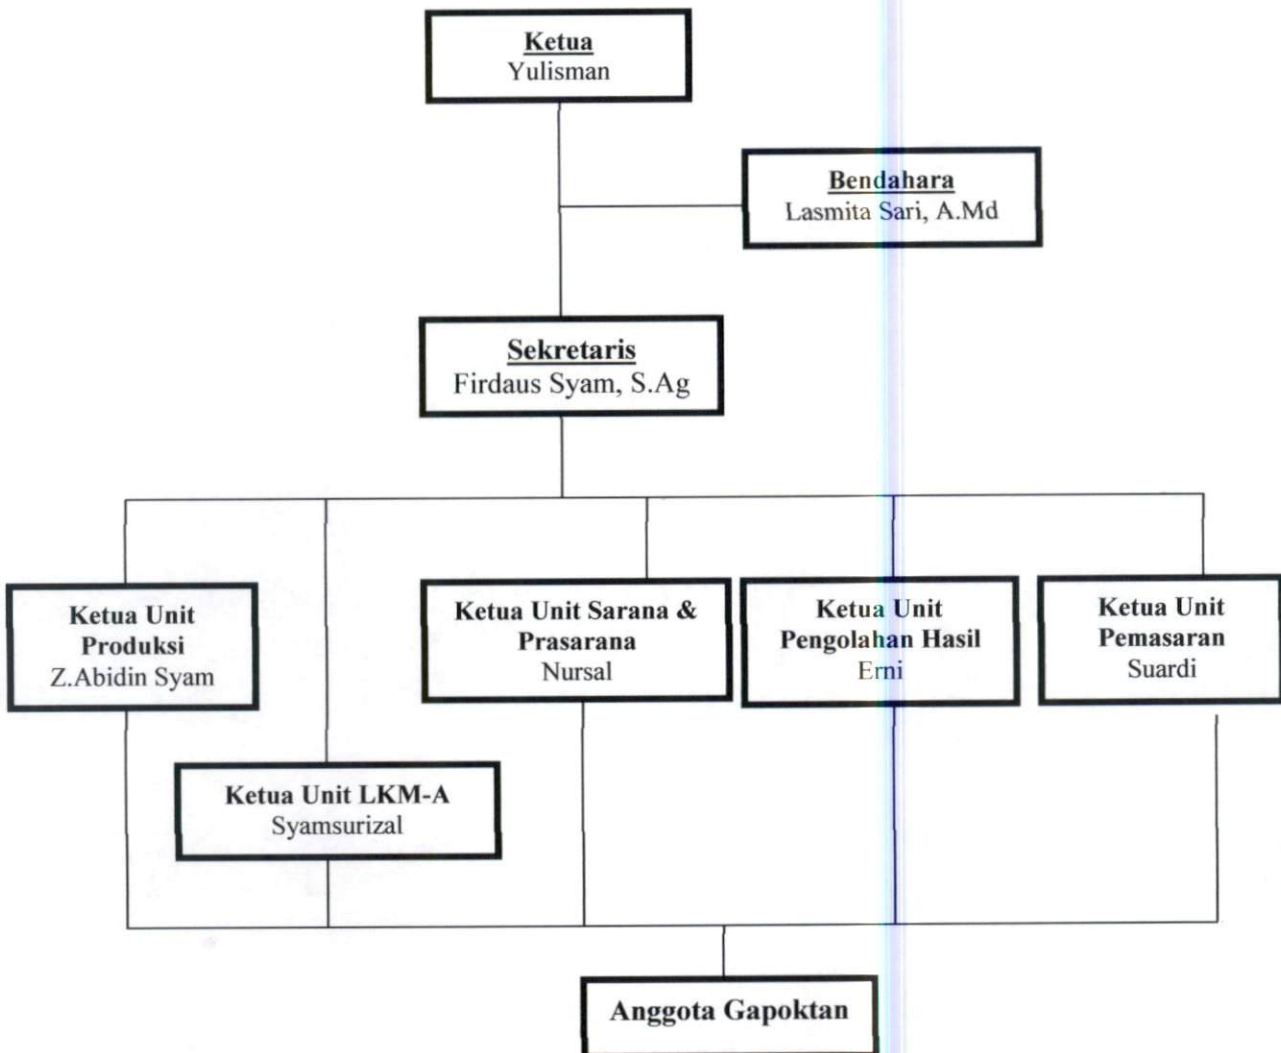 Ketua
Yulisman
Bendahara
Lasmita Sari, A.Md
Sekretaris
Firdaus Syam, S.Ag
Ketua Unit
Produksi
Z.Abidin Syam
Ketua Unit Sarana &
Prasarana
Nursal
Ketua Unit
Pengolahan Hasil
Erni
Ketua Unit
Pemasaran
Suardi
Ketua Unit LKM-A
Syamsurizal
Anggota Gapoktan